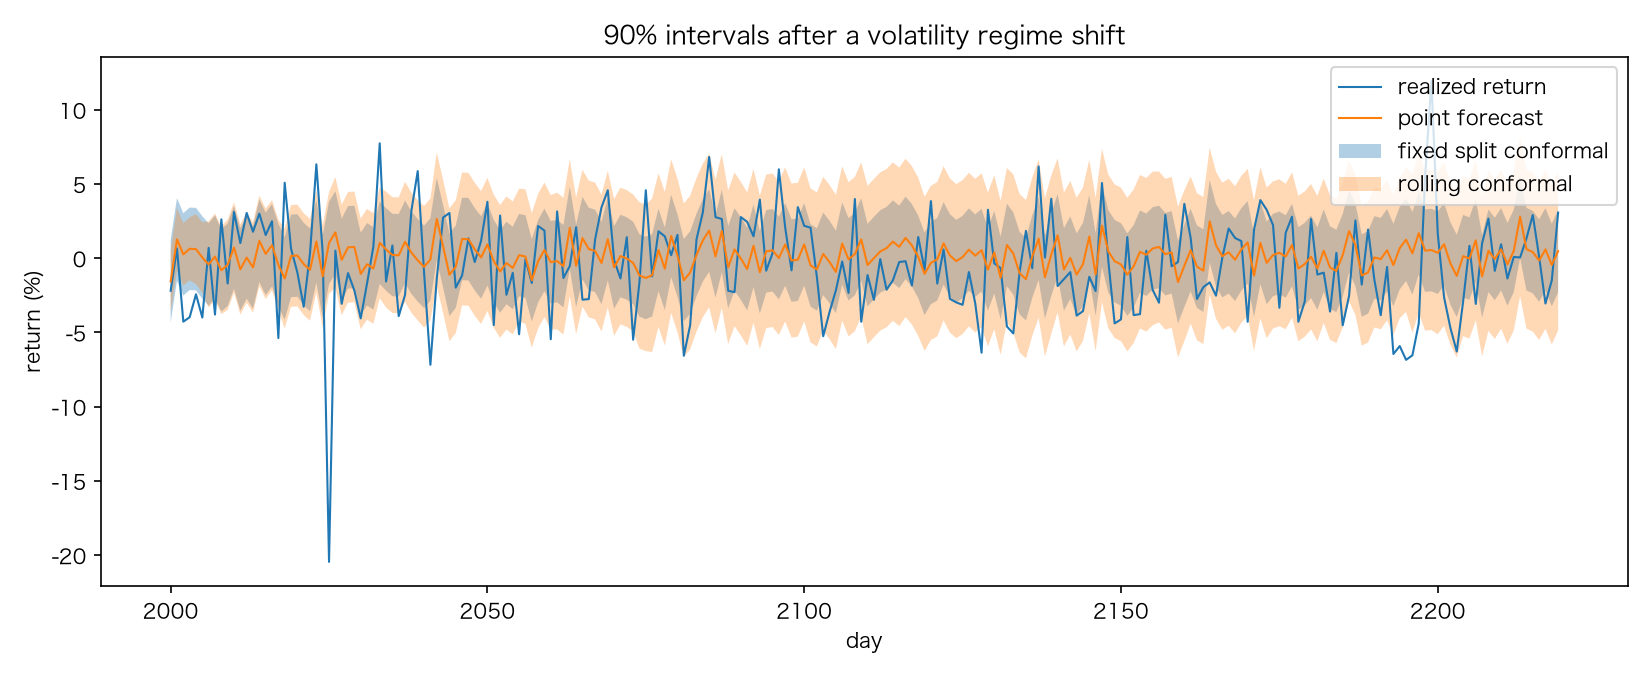 90% intervals after a volatility regime shift
realized return
point forecast
fixed split conformal
rolling conformal
return (%)
10
5
0
-5
-10
-15
-20
2000
2050
2100
2150
2200
day